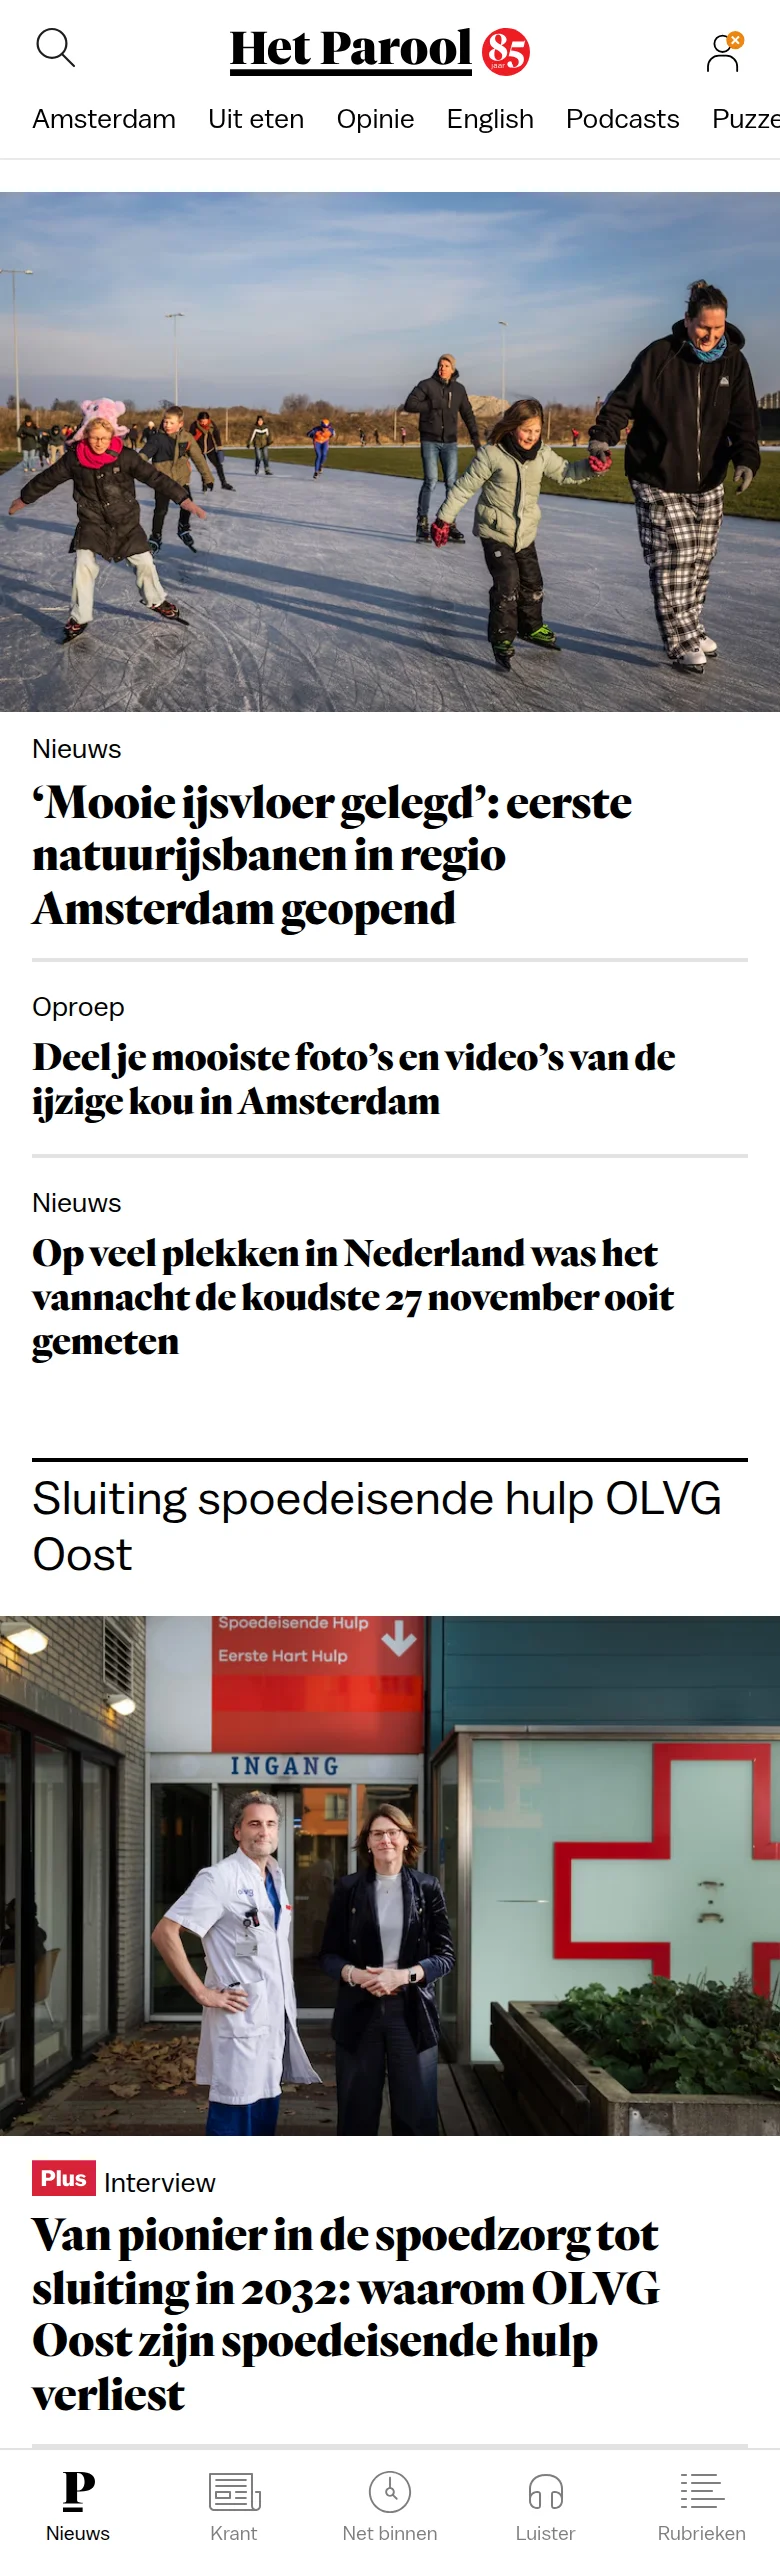 Het Parool 85 jaar
Amsterdam Uit eten Opinie English Podcasts Puzze
Nieuws
‘Mooie ijsvloer gelegd’: eerste
natuurijsbanen in regio
Amsterdam geopend
Oproep
Deel je mooiste foto’s en video’s van de
ijzige kou in Amsterdam
Nieuws
Op veel plekken in Nederland was het
vannacht de koudste 27 november ooit
gemeten
Sluiting spoedeisende hulp OLVG
Oost
Spoedeisende Hulp
Eerste Hart Hulp
INGANG
olvg
Plus Interview
Van pionier in de spoedzorg tot
sluiting in 2032: waarom OLVG
Oost zijn spoedeisende hulp
verliest
P
Nieuws Krant Net binnen Luister Rubrieken